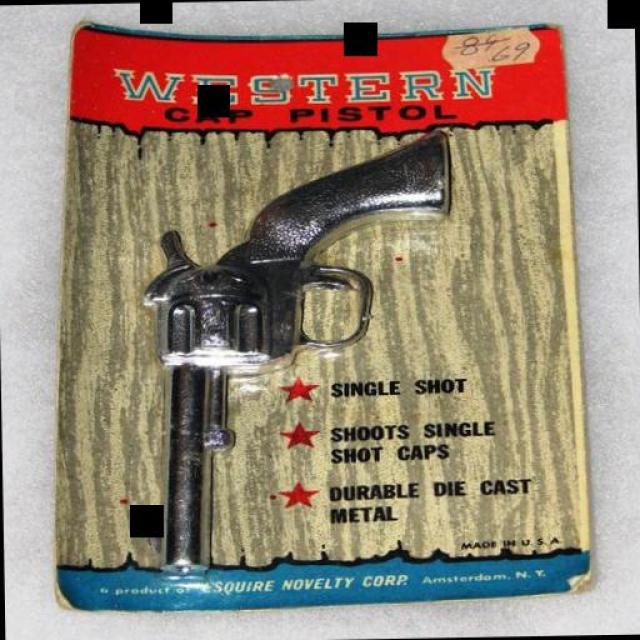 84
69
WESTERN
CAP PISTOL
SINGLE SHOT
SHOOTS SINGLE
SHOT CAPS
DURABLE DIE CAST
METAL
MADE IN U.S.A
a product of ESQUIRE NOVELTY CORP. Amsterdam, N.Y.